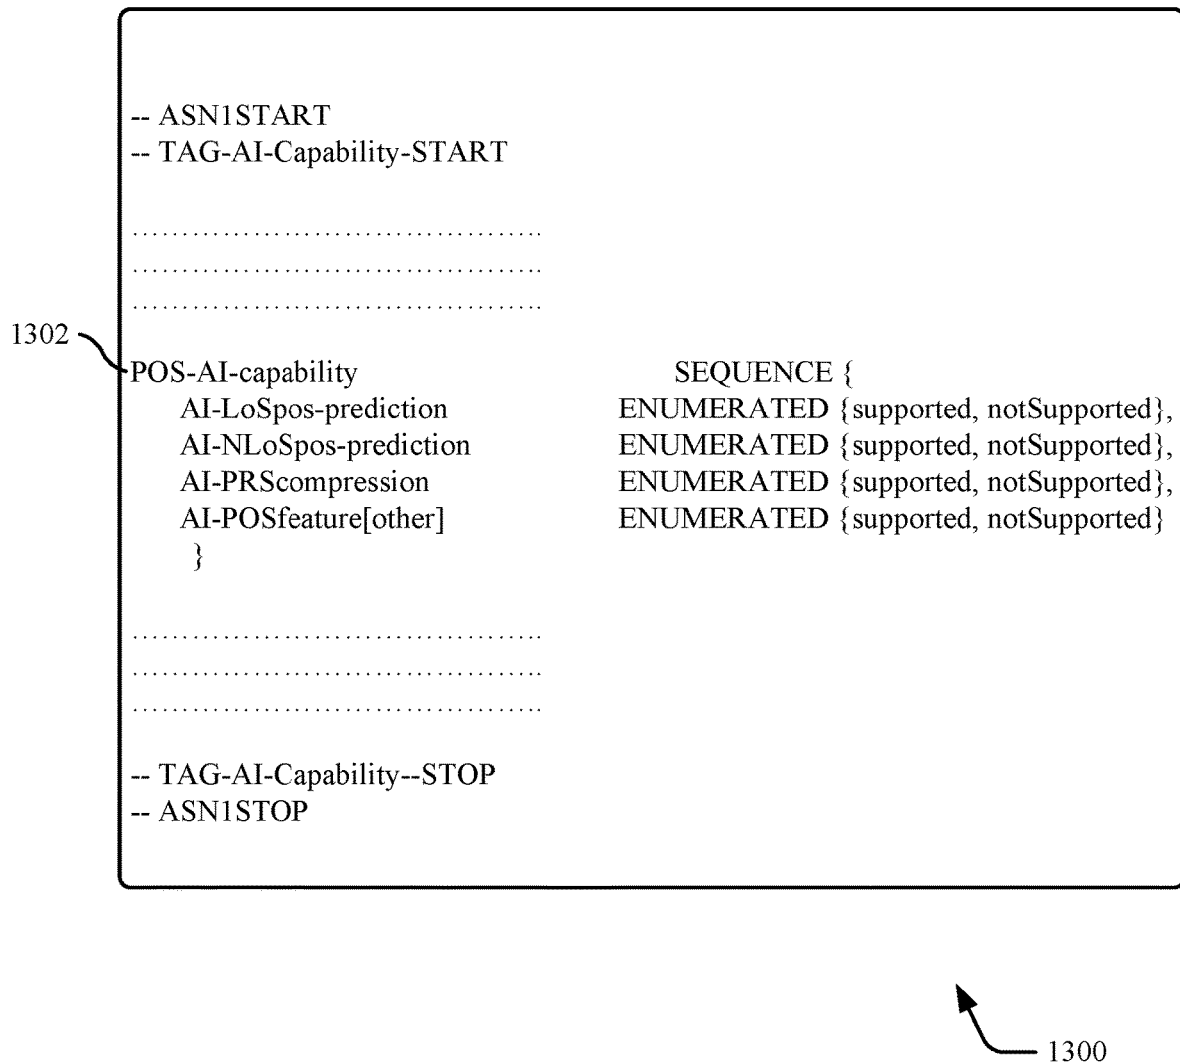 -- ASN1START
-- TAG-AI-Capability-START
..........................................
..........................................
..........................................
1302
POS-AI-capability SEQUENCE {
AI-LoSpos-prediction ENUMERATED {supported, notSupported},
AI-NLoSpos-prediction ENUMERATED {supported, notSupported},
AI-PRScompression ENUMERATED {supported, notSupported},
AI-POSfeature[other] ENUMERATED {supported, notSupported}
}
..........................................
..........................................
..........................................
-- TAG-AI-Capability--STOP
-- ASN1STOP
1300